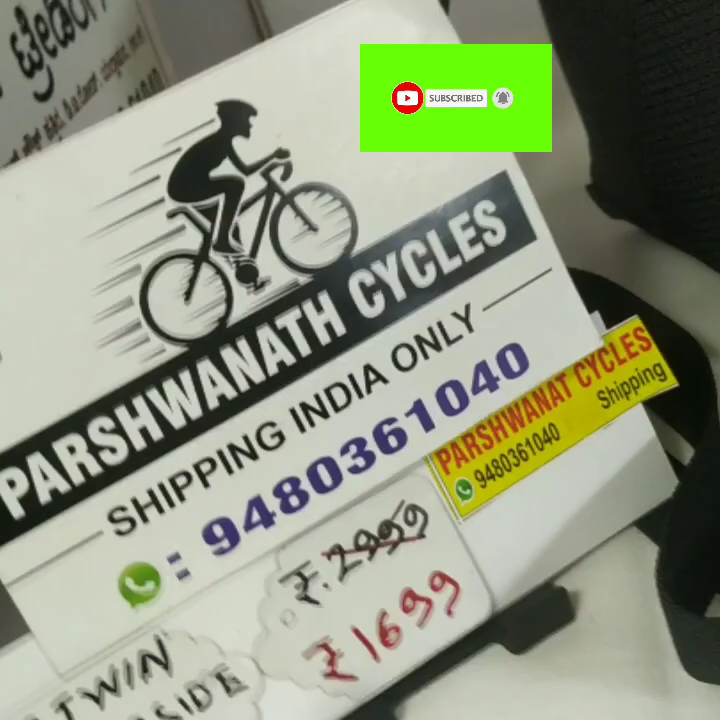 ಟ್ರೇಡಿಂಗ್
SUBSCRIBED
PARSHWANATH CYCLES
SHIPPING INDIA ONLY
: 9480361040
PARSHWANAT CYCLES
9480361040 Shipping
₹.2999
₹1699
TWIN
SIDE